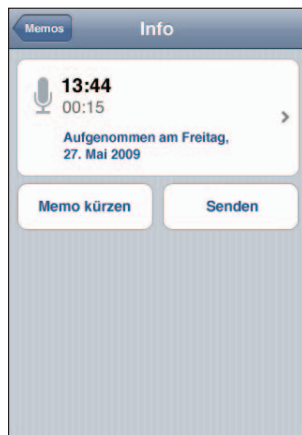 Memos
Info
13:44
00:15
Aufgenommen am Freitag,
27. Mai 2009
Memo kürzen
Senden